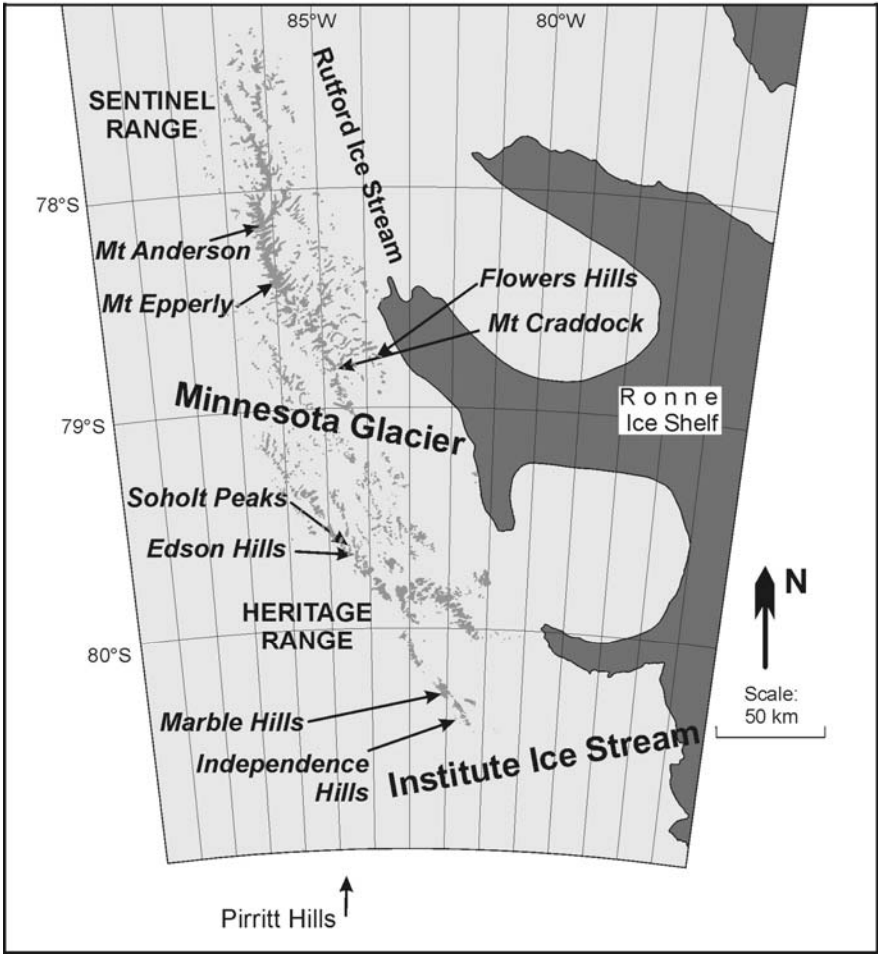 85°W
80°W
SENTINEL
RANGE
Rutford Ice Stream
78°S
Mt Anderson
Mt Epperly
Flowers Hills
Mt Craddock
Minnesota Glacier
Ronne
Ice Shelf
79°S
Soholt Peaks
Edson Hills
N
HERITAGE
RANGE
80°S
Scale:
50 km
Marble Hills
Independence
Hills
Institute Ice Stream
Pirritt Hills